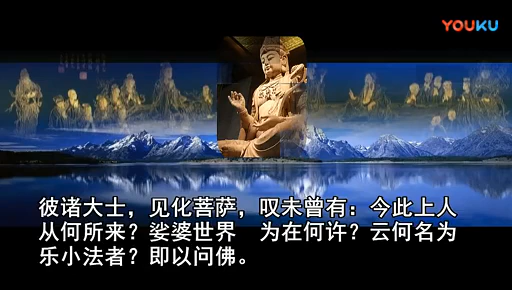 YOUKU
彼诸大士，见化菩萨，叹未曾有：今此上人
从何所来？娑婆世界　为在何许？云何名为
乐小法者？即以问佛。